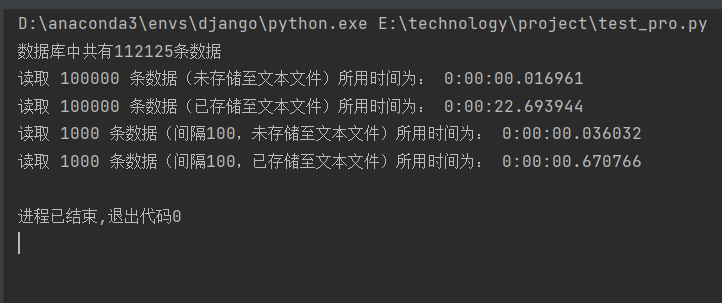 D:\anaconda3\envs\django\python.exe E:\technology\project\test_pro.py
数据库中共有112125条数据
读取 100000 条数据（未存储至文本文件）所用时间为： 0:00:00.016961
读取 100000 条数据（已存储至文本文件）所用时间为： 0:00:22.693944
读取 1000 条数据（间隔100，未存储至文本文件）所用时间为： 0:00:00.036032
读取 1000 条数据（间隔100，已存储至文本文件）所用时间为： 0:00:00.670766
进程已结束,退出代码0